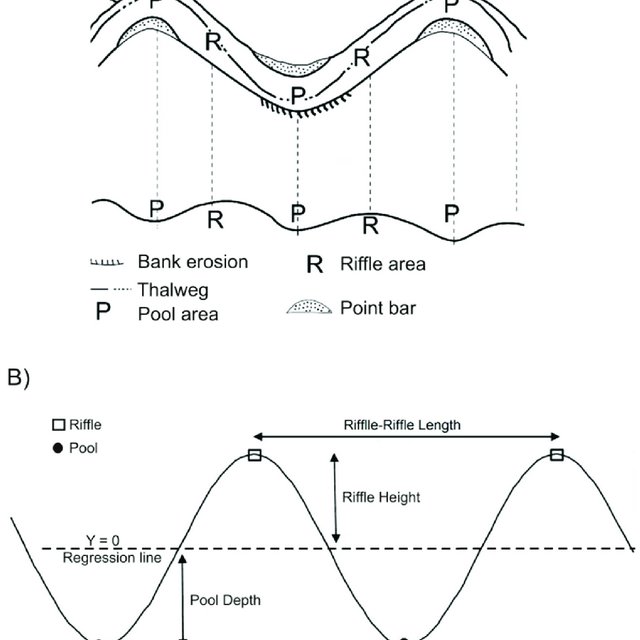 P P
R R
P
P P P
R R
Bank erosion R Riffle area
Thalweg
P Pool area Point bar
B)
Riffle Riflle-Riffle Length
Pool
Riffle Height
Y = 0
Regression line
Pool Depth